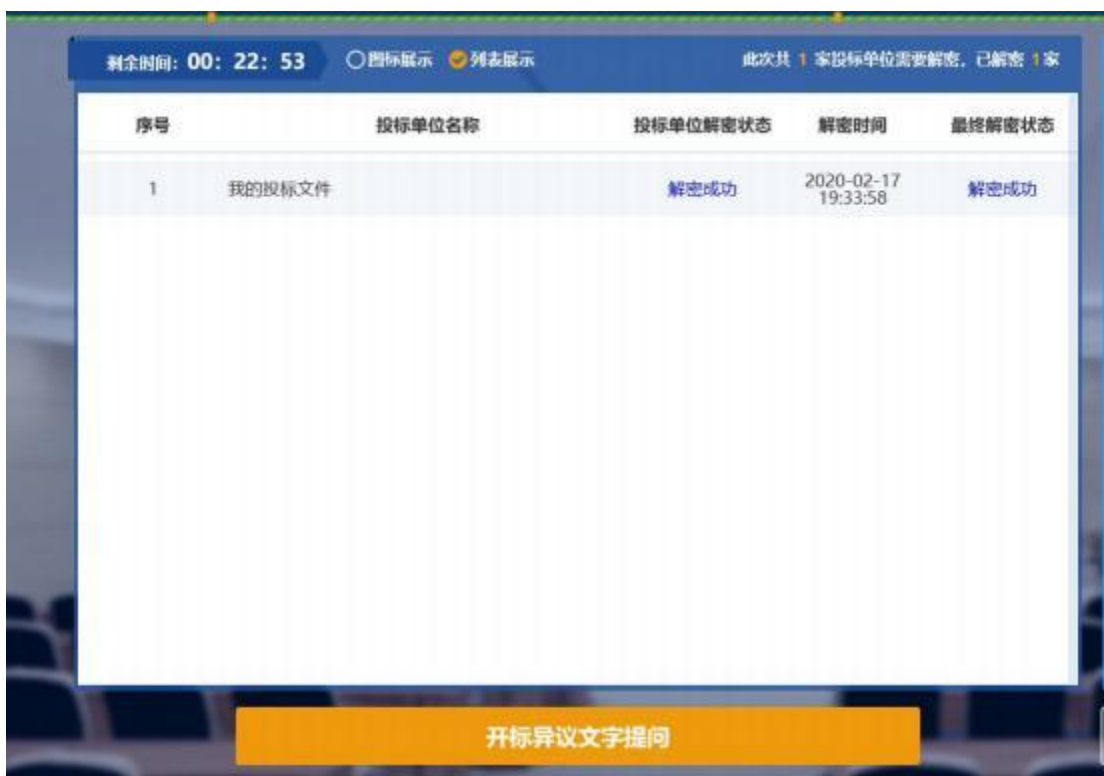 剩余时间：00：22：53 图标展示 列表展示 此次共 1 家投标单位需要解密，已解密 1家
序号 投标单位名称 投标单位解密状态 解密时间 最终解密状态
1 我的投标文件 解密成功 2020-02-17 解密成功
19:33:58
开标异议文字提问